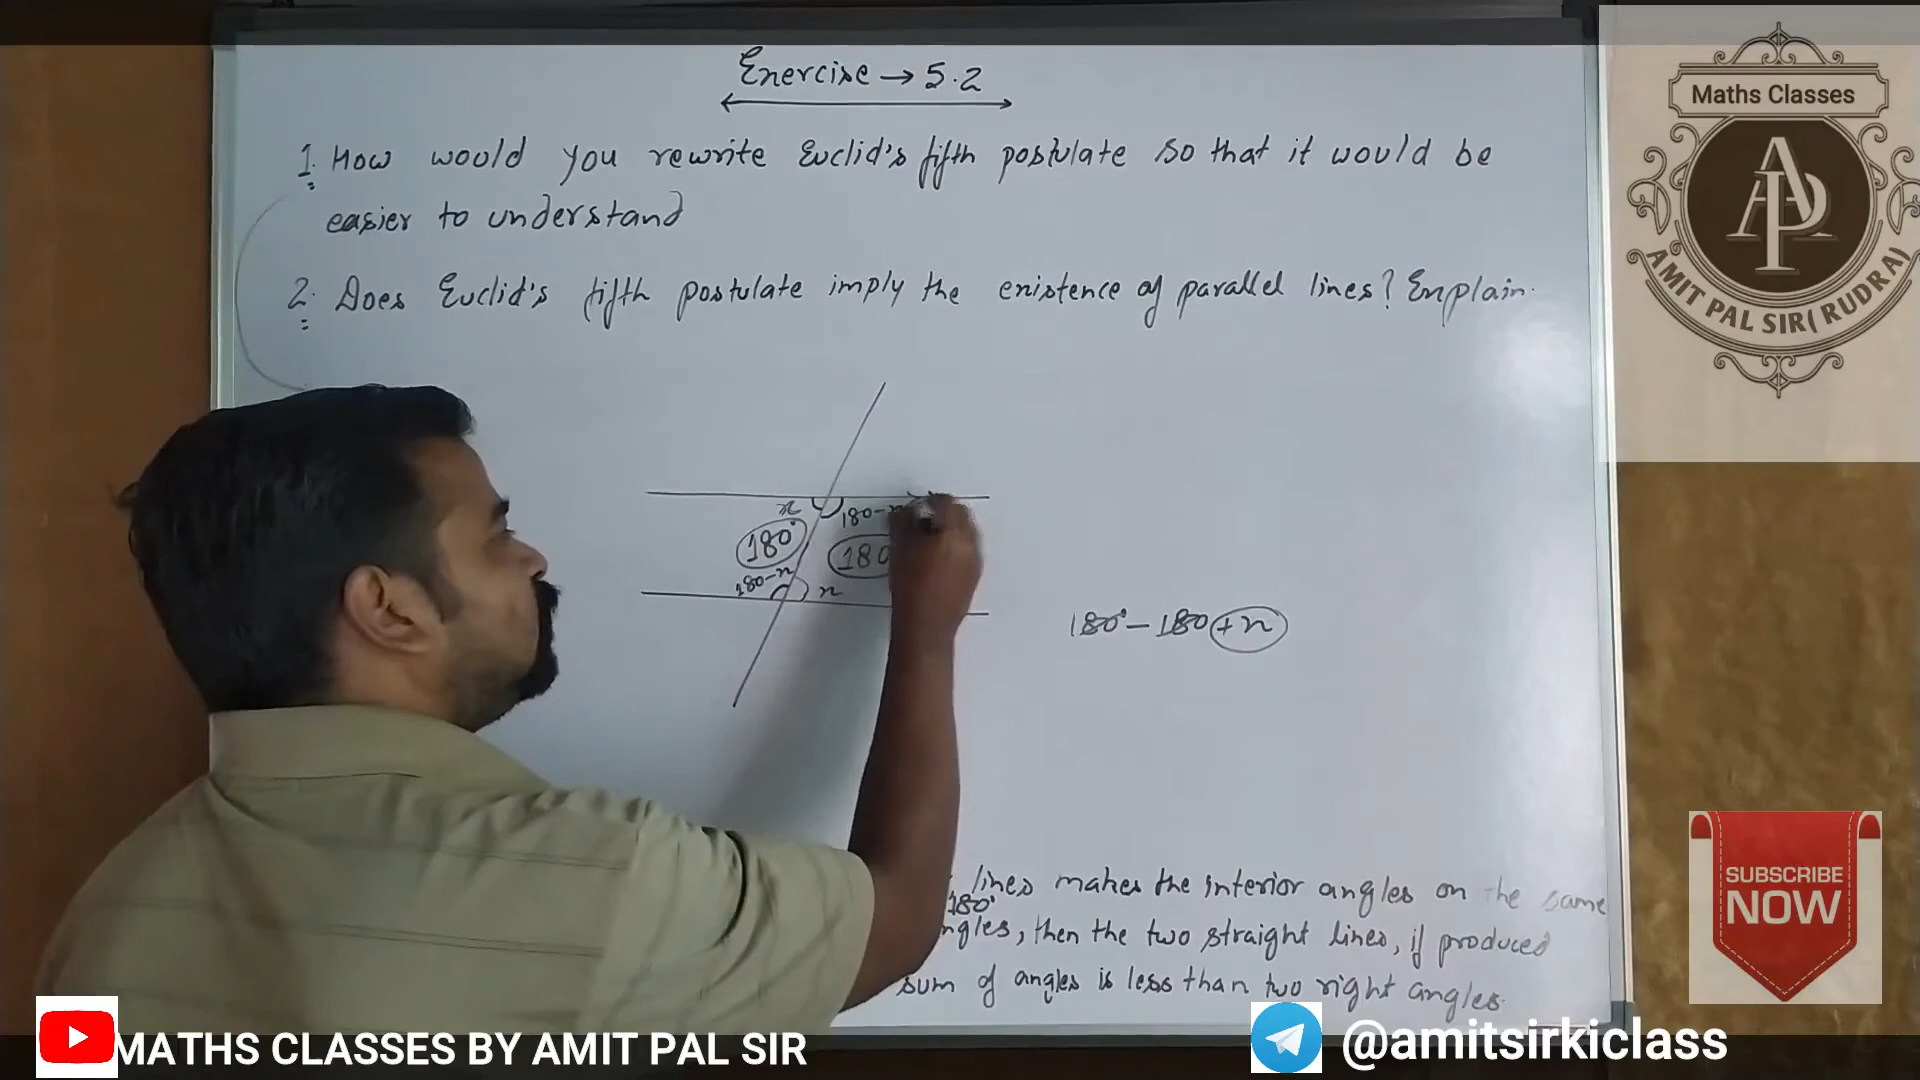 Exercise → 5.2
1. How would you rewrite Euclid's fifth postulate so that it would be
easier to understand
2. Does Euclid's fifth postulate imply the existence of parallel lines? Explain.
x 180-x
180° 180
180-x x
180° - 180 + x
lines makes the interior angles on the same
180°
ngles, then the two straight lines, if produced
sum of angles is less than two right angles.
Maths Classes
AP
AMIT PAL SIR( RUDRA)
SUBSCRIBE
NOW
MATHS CLASSES BY AMIT PAL SIR
@amitsirkiclass